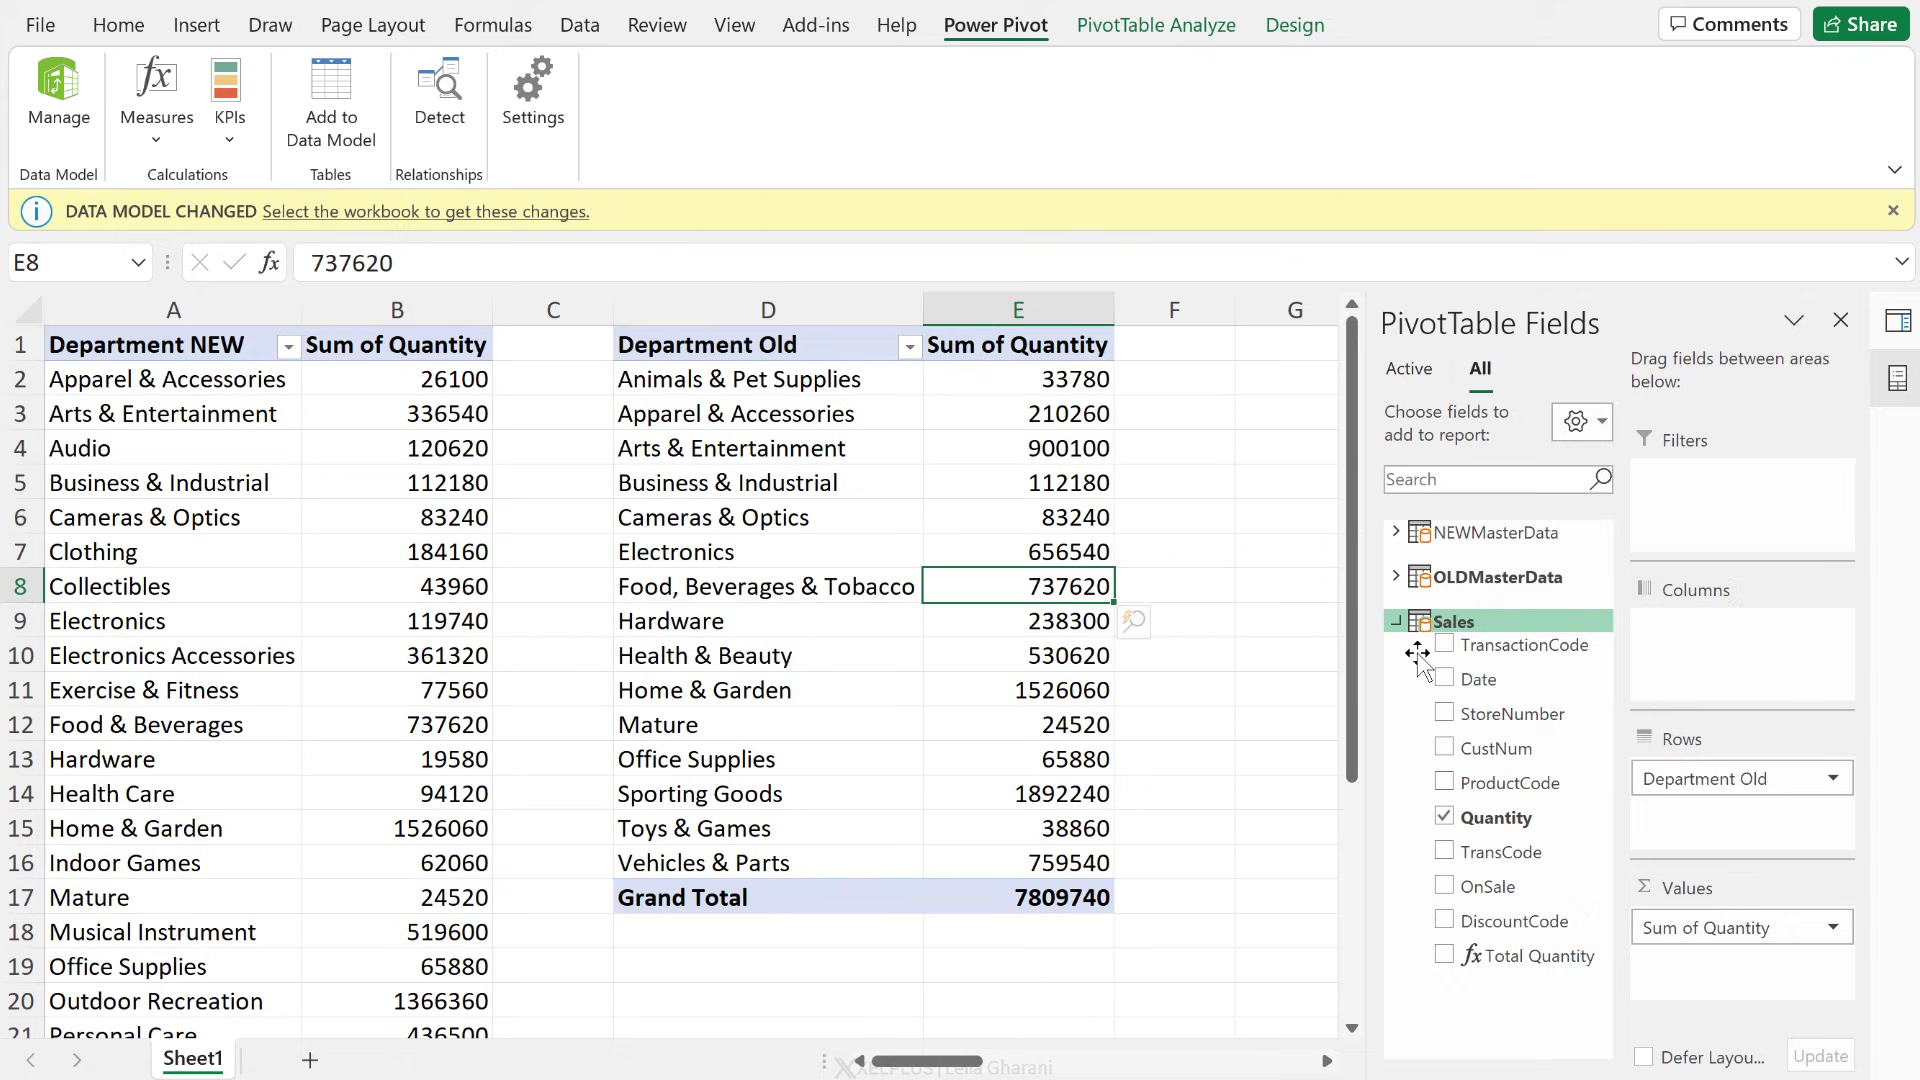 File Home Insert Draw Page Layout Formulas Data Review View Add-ins Help Power Pivot PivotTable Analyze Design Comments Share
Manage Measures KPIs Add to Data Model Detect Settings
Data Model Calculations Tables Relationships
DATA MODEL CHANGED Select the workbook to get these changes.
E8 fx 737620
A B C D E F G
1 Department NEW Sum of Quantity Department Old Sum of Quantity
2 Apparel & Accessories 26100 Animals & Pet Supplies 33780
3 Arts & Entertainment 336540 Apparel & Accessories 210260
4 Audio 120620 Arts & Entertainment 900100
5 Business & Industrial 112180 Business & Industrial 112180
6 Cameras & Optics 83240 Cameras & Optics 83240
7 Clothing 184160 Electronics 656540
8 Collectibles 43960 Food, Beverages & Tobacco 737620
9 Electronics 119740 Hardware 238300
10 Electronics Accessories 361320 Health & Beauty 530620
11 Exercise & Fitness 77560 Home & Garden 1526060
12 Food & Beverages 737620 Mature 24520
13 Hardware 19580 Office Supplies 65880
14 Health Care 94120 Sporting Goods 1892240
15 Home & Garden 1526060 Toys & Games 38860
16 Indoor Games 62060 Vehicles & Parts 759540
17 Mature 24520 Grand Total 7809740
18 Musical Instrument 519600
19 Office Supplies 65880
20 Outdoor Recreation 1366360
21 Personal Care 436500
Sheet1
XELPLUS | Leila Gharani
PivotTable Fields
Active All
Choose fields to
add to report:
Search
NEWMasterData
OLDMasterData
Sales
TransactionCode
Date
StoreNumber
CustNum
ProductCode
Quantity
TransCode
OnSale
DiscountCode
fx Total Quantity
Drag fields between areas
below:
Filters
Columns
Rows
Department Old
Σ Values
Sum of Quantity
Defer Layou... Update